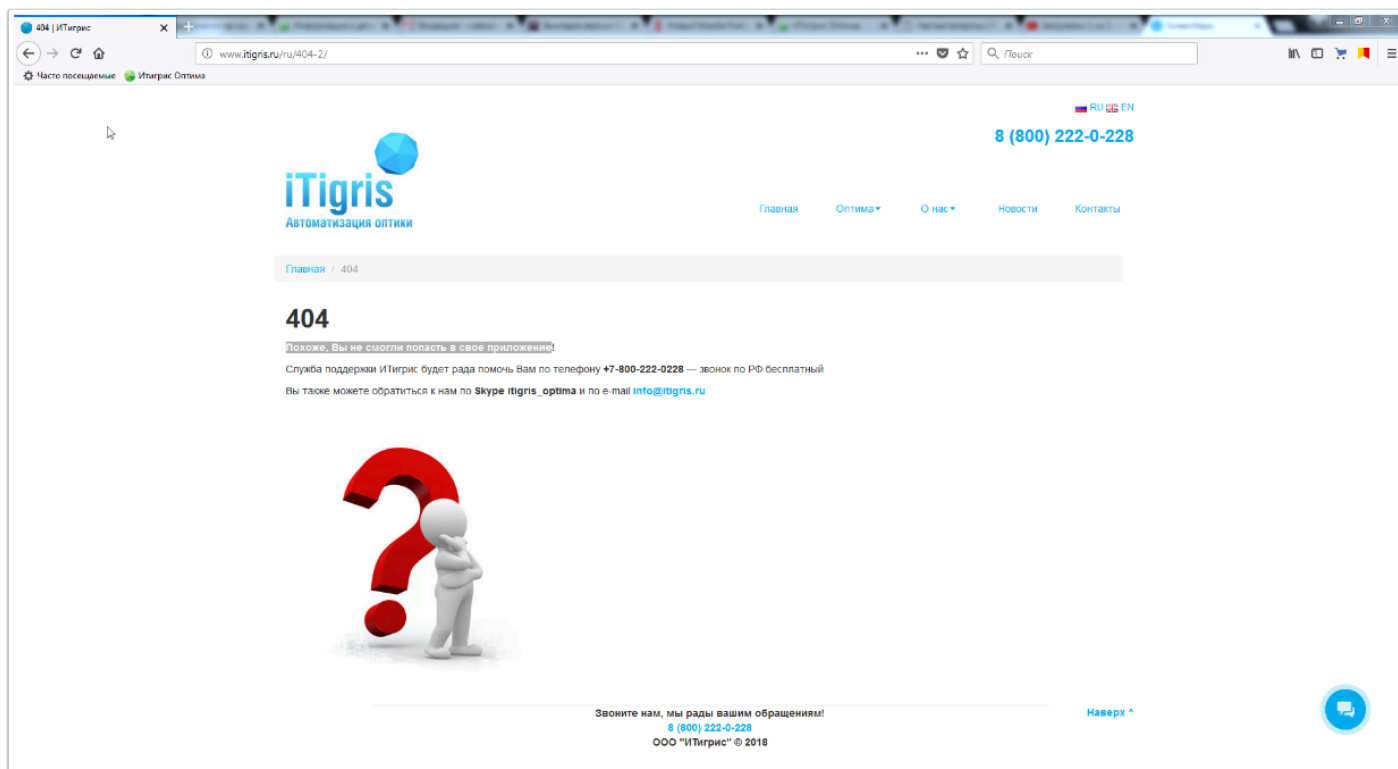 404 | ИТигрис
www.itigris.ru/ru/404-2/
Поиск
Часто посещаемые Итигрис Оптима
RU EN
8 (800) 222-0-228
iTigris
Автоматизация оптики
Главная Оптима О нас Новости Контакты
Главная / 404
404
Похоже, Вы не смогли попасть в свое приложение!
Служба поддержки ИТигрис будет рада помочь Вам по телефону +7-800-222-0228 — звонок по РФ бесплатный
Вы также можете обратиться к нам по Skype itigris_optima и по e-mail info@itigris.ru
Звоните нам, мы рады вашим обращениям!
Наверх ^
8 (800) 222-0-228
ООО "ИТигрис" © 2018